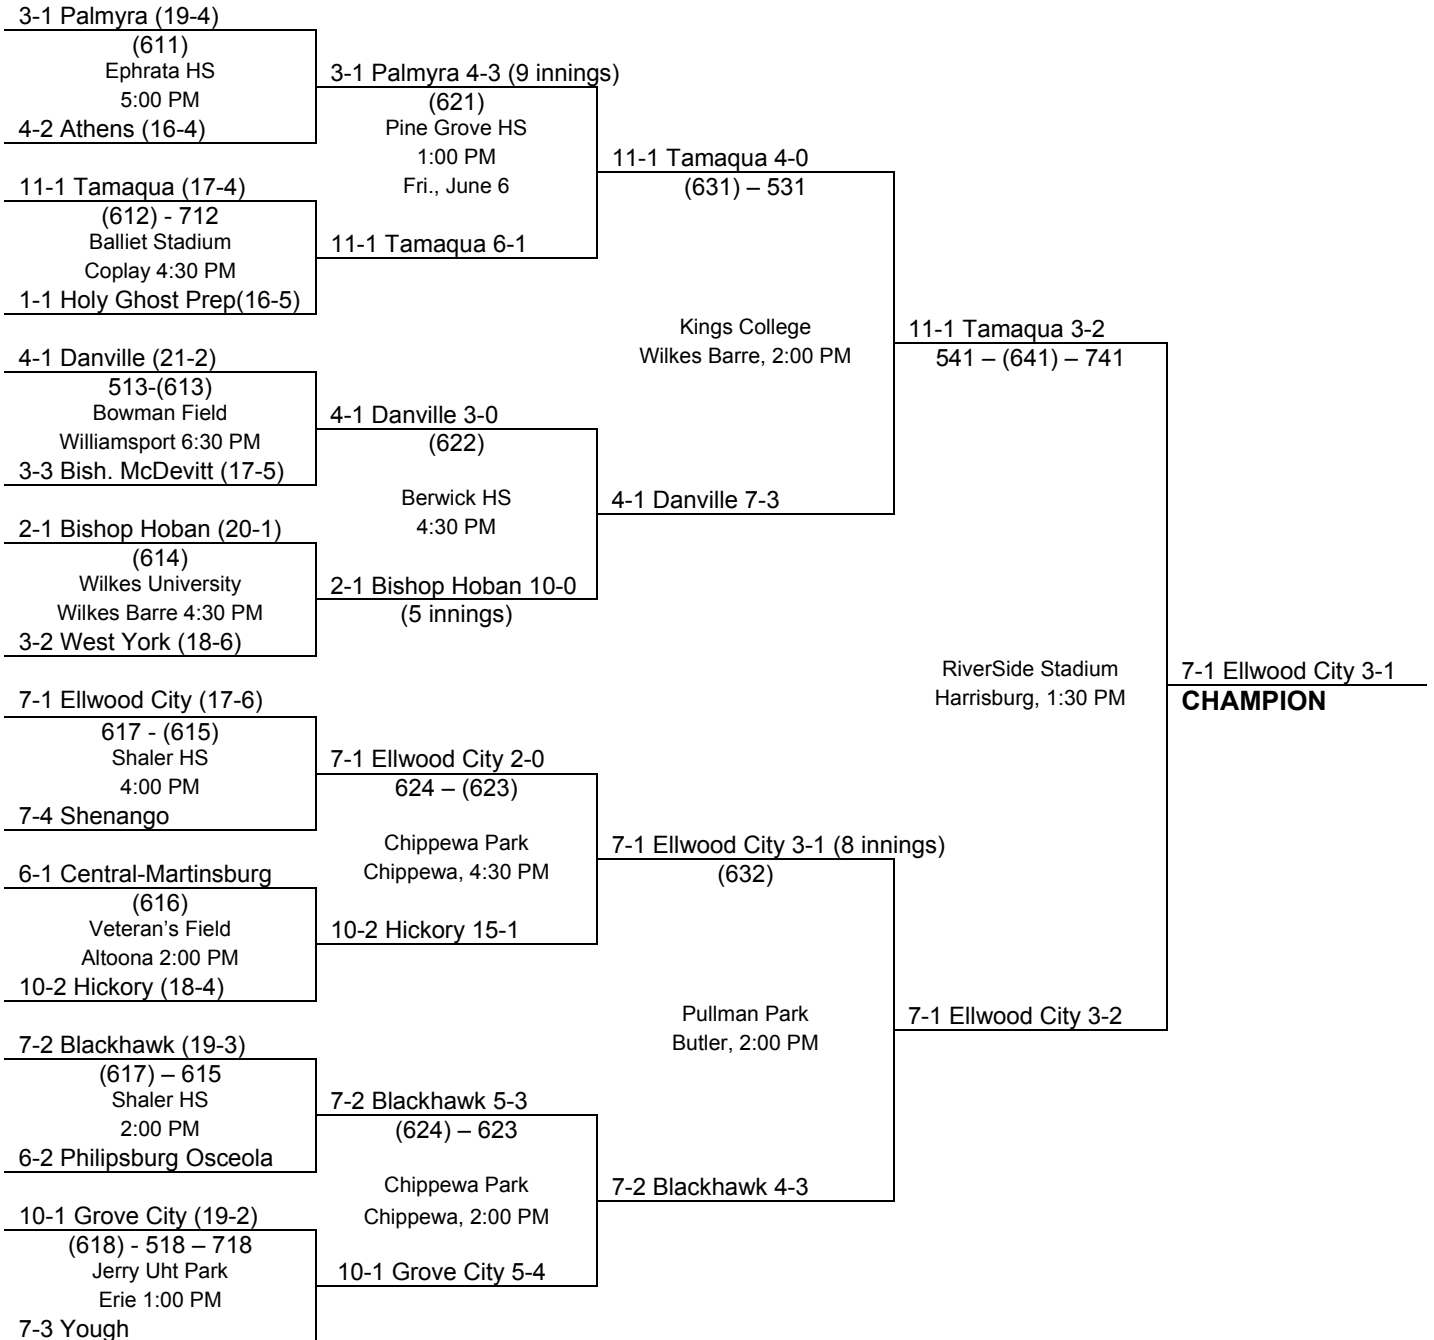 3-1 Palmyra (19-4)
(611)
Ephrata HS
5:00 PM
4-2 Athens (16-4)
11-1 Tamaqua (17-4)
(612) - 712
Balliet Stadium
Coplay 4:30 PM
1-1 Holy Ghost Prep(16-5)
4-1 Danville (21-2)
513-(613)
Bowman Field
Williamsport 6:30 PM
3-3 Bish. McDevitt (17-5)
2-1 Bishop Hoban (20-1)
(614)
Wilkes University
Wilkes Barre 4:30 PM
3-2 West York (18-6)
7-1 Ellwood City (17-6)
617 - (615)
Shaler HS
4:00 PM
7-4 Shenango
6-1 Central-Martinsburg
(616)
Veteran's Field
Altoona 2:00 PM
10-2 Hickory (18-4)
7-2 Blackhawk (19-3)
(617) – 615
Shaler HS
2:00 PM
6-2 Philipsburg Osceola
10-1 Grove City (19-2)
(618) - 518 – 718
Jerry Uht Park
Erie 1:00 PM
7-3 Yough
3-1 Palmyra 4-3 (9 innings)
(621)
Pine Grove HS
1:00 PM
Fri., June 6
11-1 Tamaqua 6-1
4-1 Danville 3-0
(622)
Berwick HS
4:30 PM
2-1 Bishop Hoban 10-0
(5 innings)
7-1 Ellwood City 2-0
624 – (623)
Chippewa Park
Chippewa, 4:30 PM
10-2 Hickory 15-1
7-2 Blackhawk 5-3
(624) – 623
Chippewa Park
Chippewa, 2:00 PM
10-1 Grove City 5-4
11-1 Tamaqua 4-0
(631) – 531
Kings College
Wilkes Barre, 2:00 PM
4-1 Danville 7-3
7-1 Ellwood City 3-1 (8 innings)
(632)
Pullman Park
Butler, 2:00 PM
7-2 Blackhawk 4-3
11-1 Tamaqua 3-2
541 – (641) – 741
RiverSide Stadium
Harrisburg, 1:30 PM
7-1 Ellwood City 3-2
7-1 Ellwood City 3-1
CHAMPION